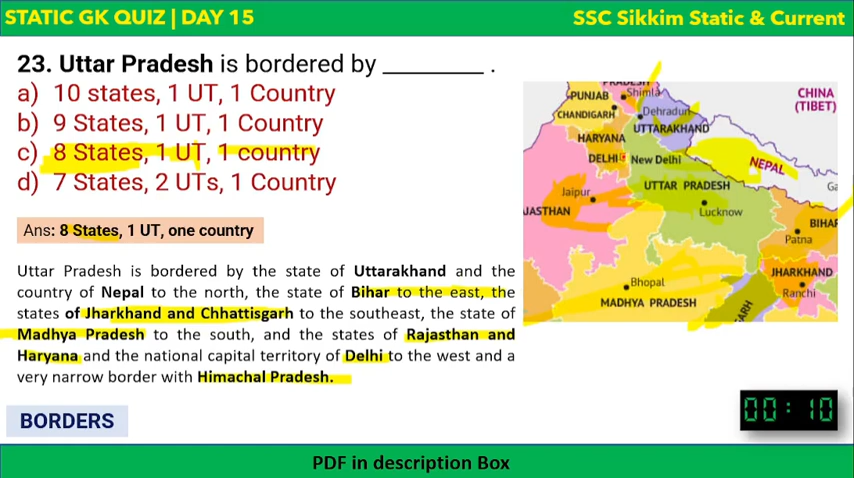 STATIC GK QUIZ | DAY 15
SSC Sikkim Static & Current
23. Uttar Pradesh is bordered by ________ .
a) 10 states, 1 UT, 1 Country
b) 9 States, 1 UT, 1 Country
c) 8 States, 1 UT, 1 country
d) 7 States, 2 UTs, 1 Country
Ans: 8 States, 1 UT, one country
Uttar Pradesh is bordered by the state of Uttarakhand and the
country of Nepal to the north, the state of Bihar to the east, the
states of Jharkhand and Chhattisgarh to the southeast, the state of
Madhya Pradesh to the south, and the states of Rajasthan and
Haryana and the national capital territory of Delhi to the west and a
very narrow border with Himachal Pradesh.
BORDERS
PRADESH
PUNJAB
Shimla
CHANDIGARH
Dehradun
UTTARAKHAND
HARYANA
DELHI
New Delhi
CHINA
(TIBET)
NEPAL
Ga
Jaipur
UTTAR PRADESH
JASTHAN
Lucknow
BIHAR
Patna
Bhopal
JHARKHAND
MADHYA PRADESH
Ranchi
GARH
00:10
PDF in description Box